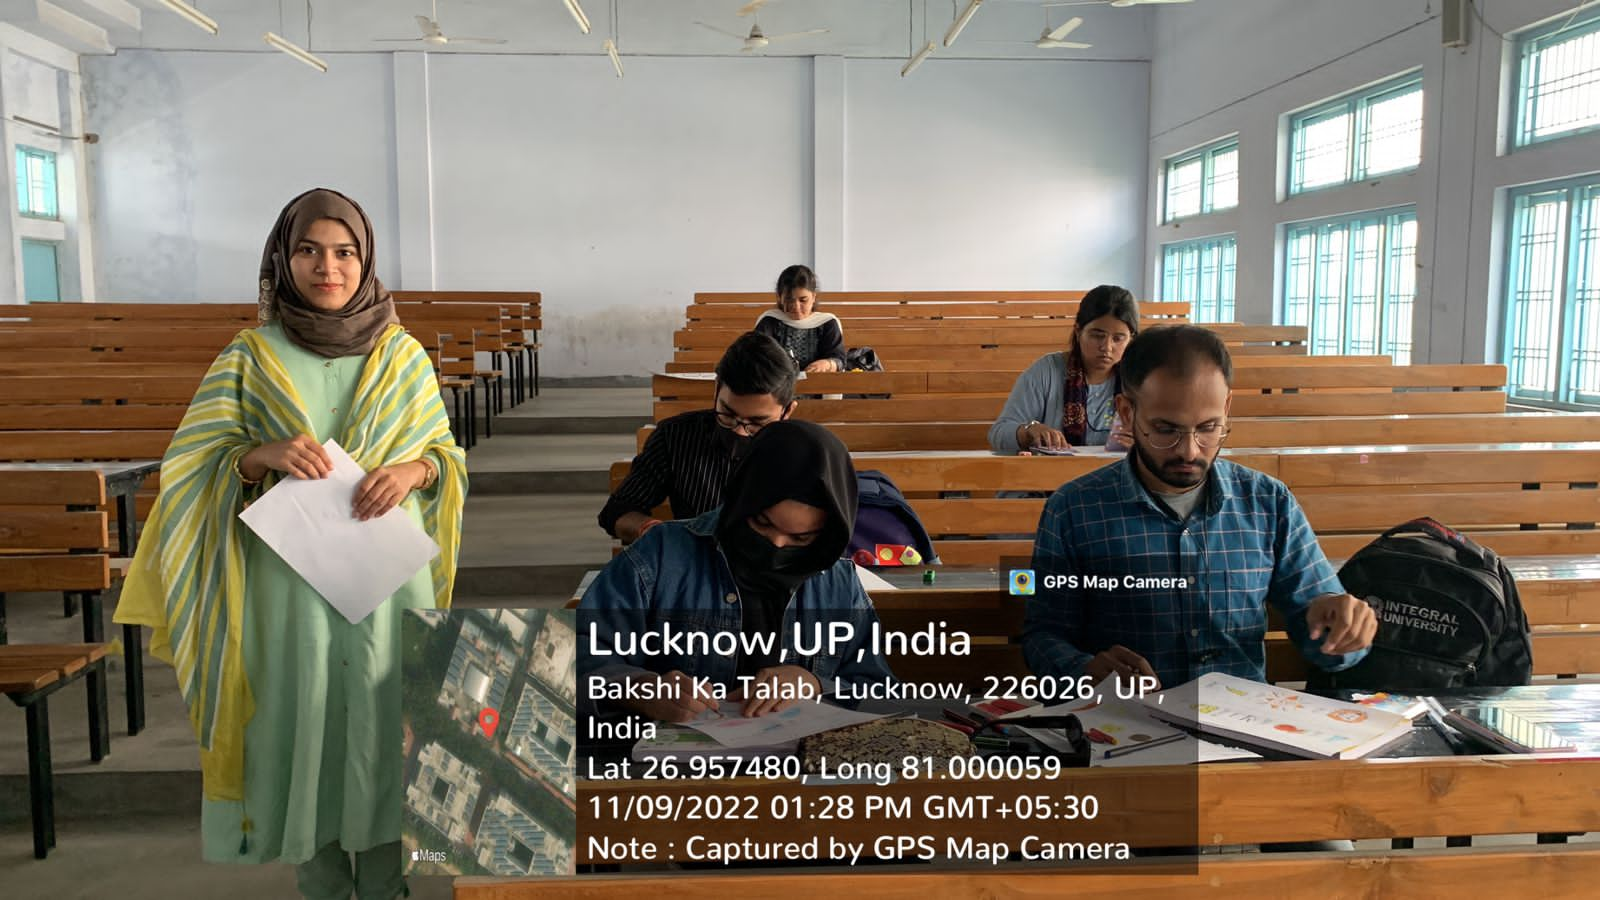 GPS Map Camera
INTEGRAL
UNIVERSITY
Lucknow,UP,India
Bakshi Ka Talab, Lucknow, 226026, UP,
India
Lat 26.957480, Long 81.000059
11/09/2022 01:28 PM GMT+05:30
Note : Captured by GPS Map Camera
Maps